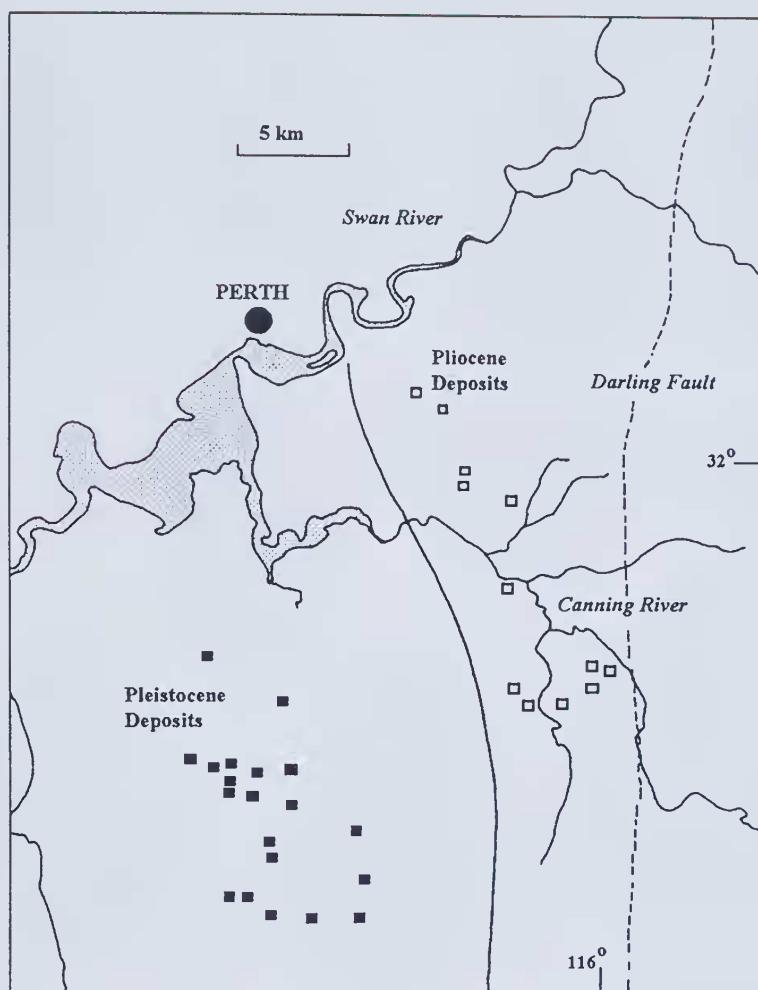 5 km
Swan River
PERTH
Pliocene
Deposits
Darling Fault
32°
Canning River
Pleistocene
Deposits
116°